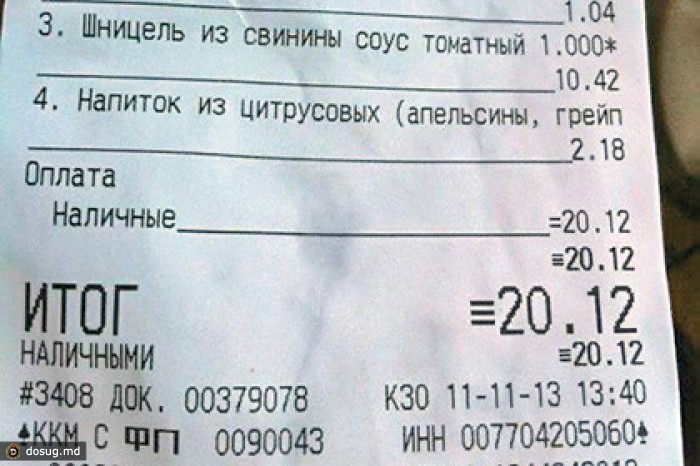 1.04
3. Шницель из свинины соус томатный 1.000*
10.42
4. Напиток из цитрусовых (апельсины, грейп
2.18
Оплата
Наличные =20.12
≡20.12
ИТОГ ≡20.12
НАЛИЧНЫМИ ≡20.12
#3408 ДОК. 00379078 КЗО 11-11-13 13:40
♠ККМ С ФП 0090043 ИНН 007704205060♠
dosug.md